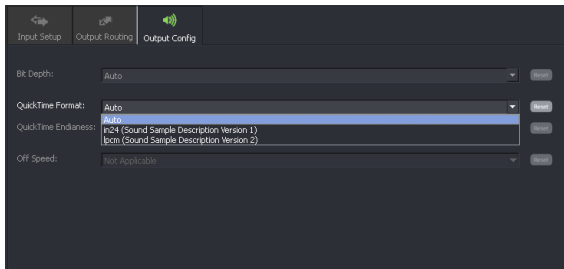 Input Setup
Output Routing
Output Config
Bit Depth:
Auto
Reset
QuickTime Format:
Auto
Reset
Auto
QuickTime Endianess:
in24 (Sound Sample Description Version 1)
Reset
lpcm (Sound Sample Description Version 2)
Off Speed:
Not Applicable
Reset